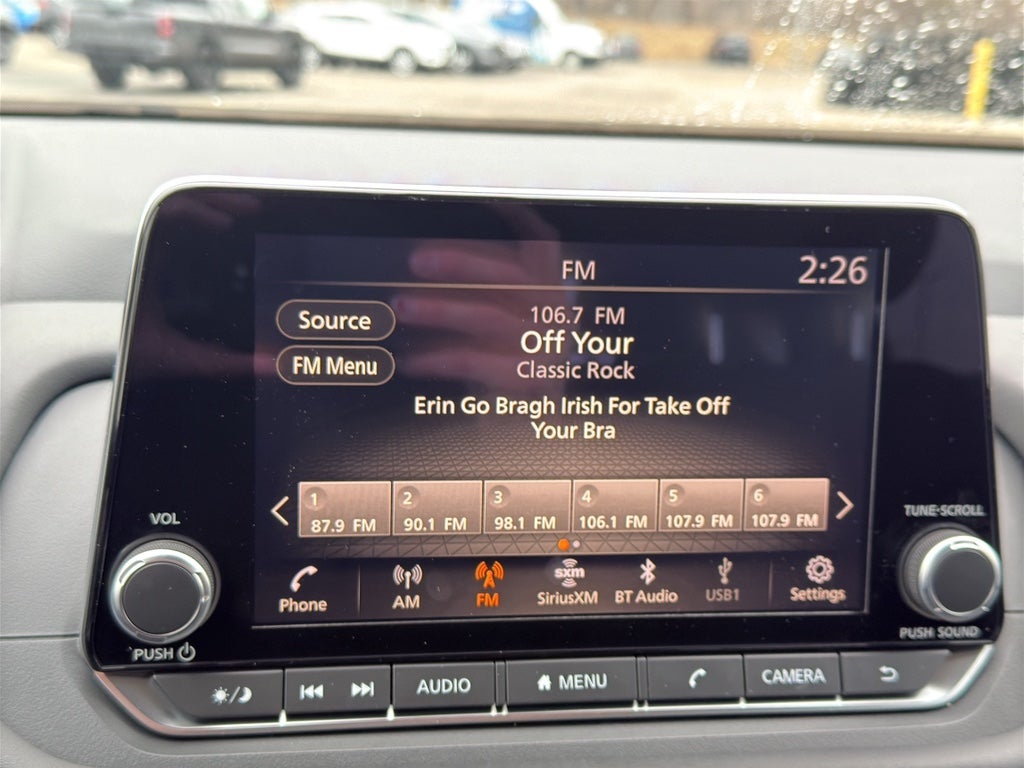 FM
2:26
Source
106.7 FM
Off Your
FM Menu
Classic Rock
Erin Go Bragh Irish For Take Off
Your Bra
1
87.9 FM
2
90.1 FM
3
98.1 FM
4
106.1 FM
5
107.9 FM
6
107.9 FM
VOL
TUNE·SCROLL
Phone
AM
FM
sxm
SiriusXM
BT Audio
USB1
Settings
PUSH
PUSH SOUND
AUDIO
MENU
CAMERA